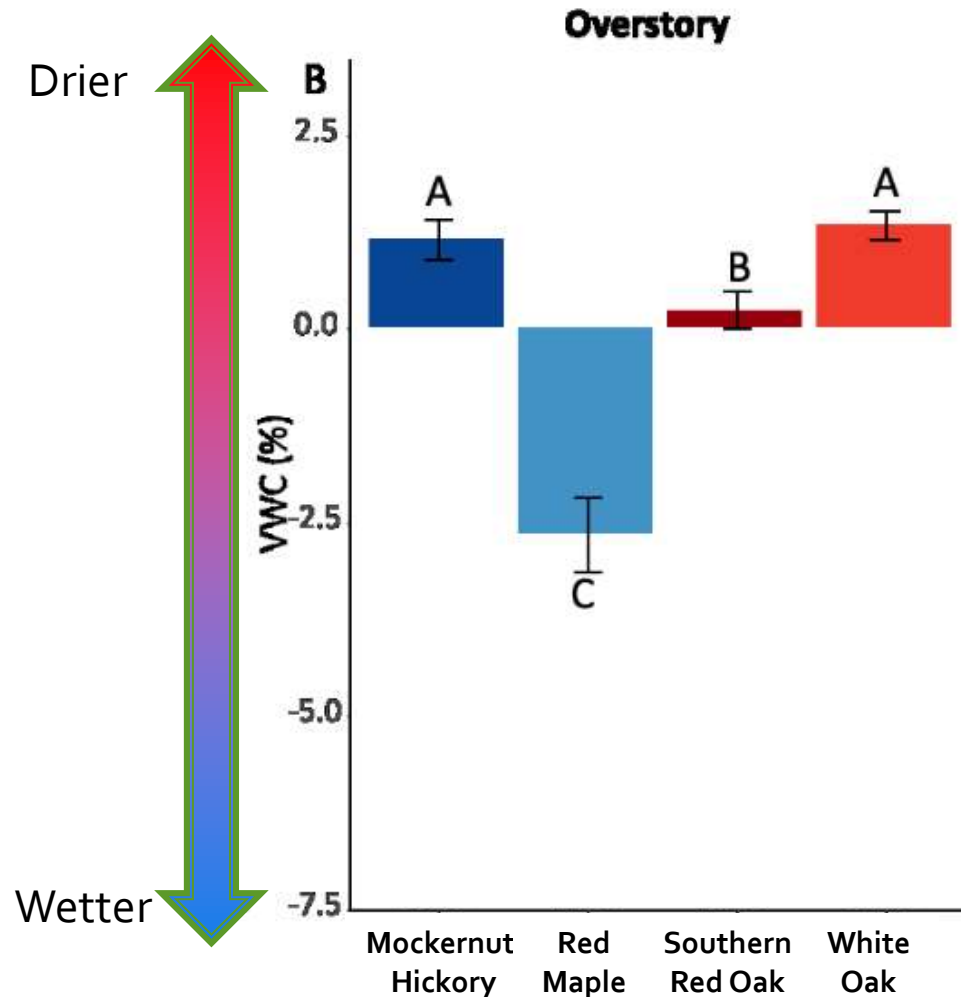 Overstory
Drier
B
2.5
A
A
B
0.0
VWC (%)
-2.5
C
-5.0
Wetter
-7.5
Mockernut Hickory
Red Maple
Southern Red Oak
White Oak